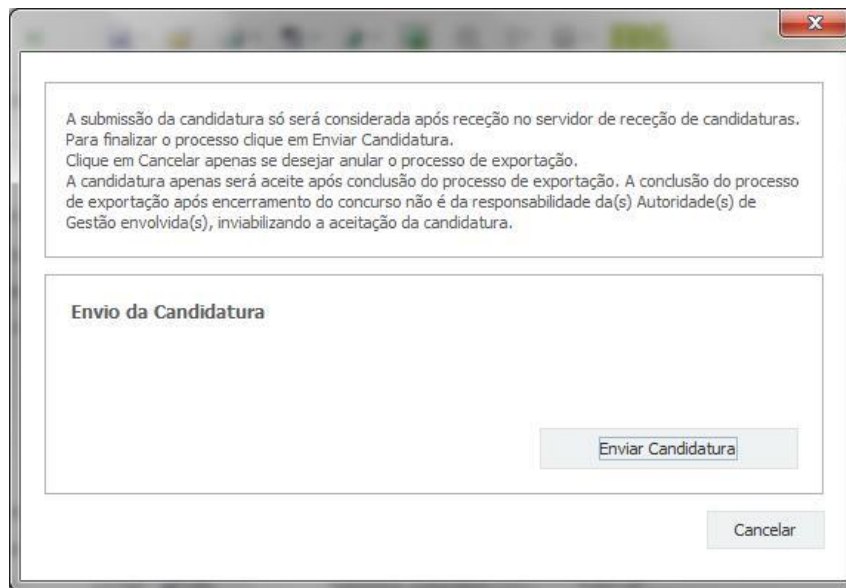 X
A submissão da candidatura só será considerada após receção no servidor de receção de candidaturas.
Para finalizar o processo clique em Enviar Candidatura.
Clique em Cancelar apenas se desejar anular o processo de exportação.
A candidatura apenas será aceite após conclusão do processo de exportação. A conclusão do processo
de exportação após encerramento do concurso não é da responsabilidade da(s) Autoridade(s) de
Gestão envolvida(s), inviabilizando a aceitação da candidatura.
Envio da Candidatura
Enviar Candidatura
Cancelar